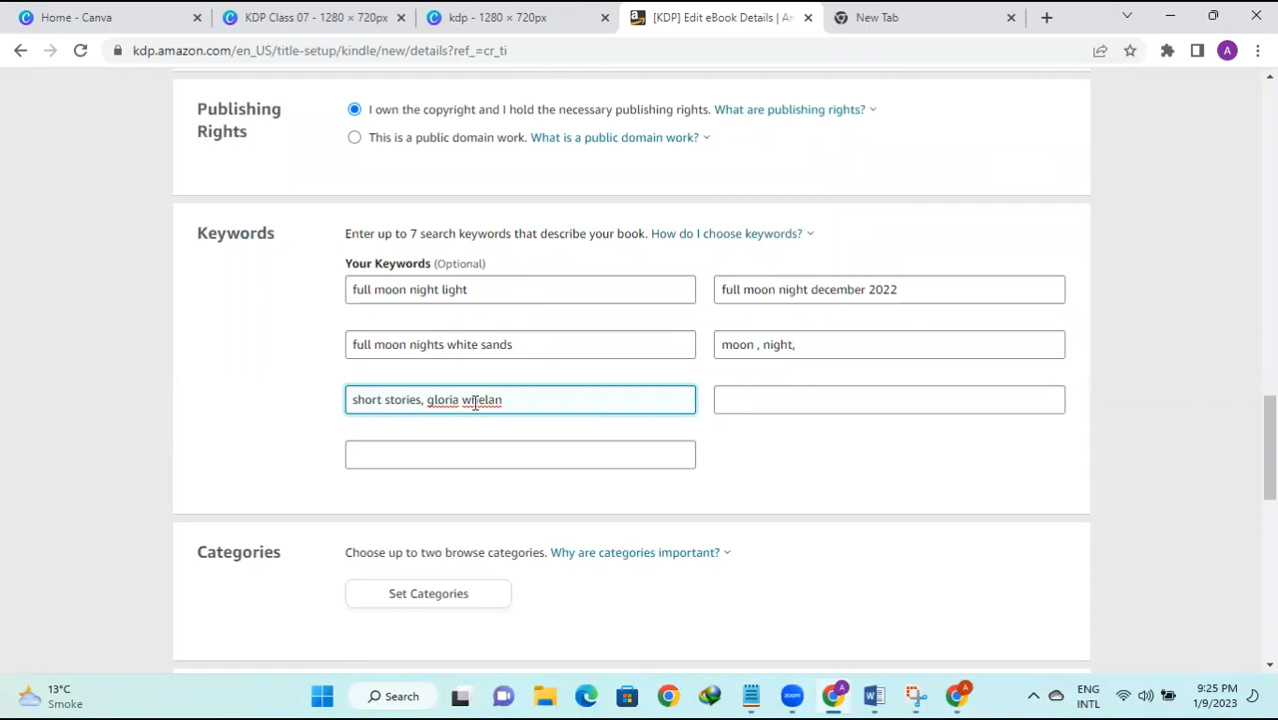 Home - Canva
KDP Class 07 - 1280 × 720px
kdp - 1280 × 720px
[KDP] Edit eBook Details | An
New Tab
kdp.amazon.com/en_US/title-setup/kindle/new/details?ref_=cr_ti
A
Publishing
Rights
I own the copyright and I hold the necessary publishing rights. What are publishing rights?
This is a public domain work. What is a public domain work?
Keywords
Enter up to 7 search keywords that describe your book. How do I choose keywords?
Your Keywords (Optional)
full moon night light
full moon night december 2022
full moon nights white sands
moon , night,
short stories, gloria
Categories
Choose up to two browse categories. Why are categories important?
Set Categories
13°C
Smoke
Search
ENG
INTL
9:25 PM
1/9/2023